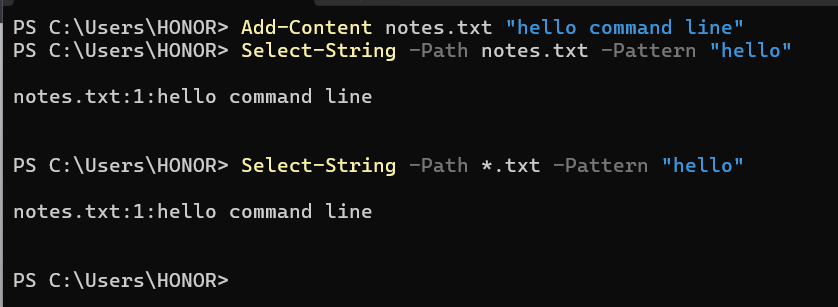 PS C:\Users\HONOR> Add-Content notes.txt "hello command line"
PS C:\Users\HONOR> Select-String -Path notes.txt -Pattern "hello"
notes.txt:1:hello command line
PS C:\Users\HONOR> Select-String -Path *.txt -Pattern "hello"
notes.txt:1:hello command line
PS C:\Users\HONOR>